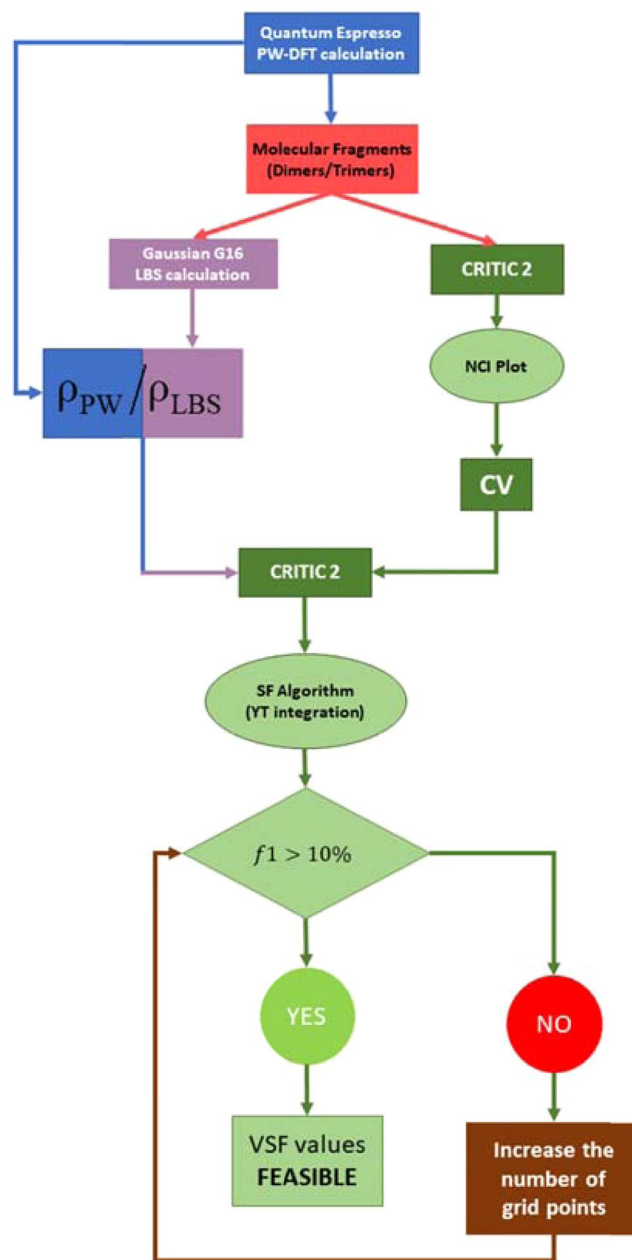 Quantum Espresso
PW-DFT calculation
Molecular Fragments
(Dimers/Trimers)
Gaussian G16
LBS calculation
CRITIC 2
NCI Plot
ρPW/ρLBS
CV
CRITIC 2
SF Algorithm
(YT integration)
f1 > 10%
YES
NO
VSF values
FEASIBLE
Increase the
number of
grid points